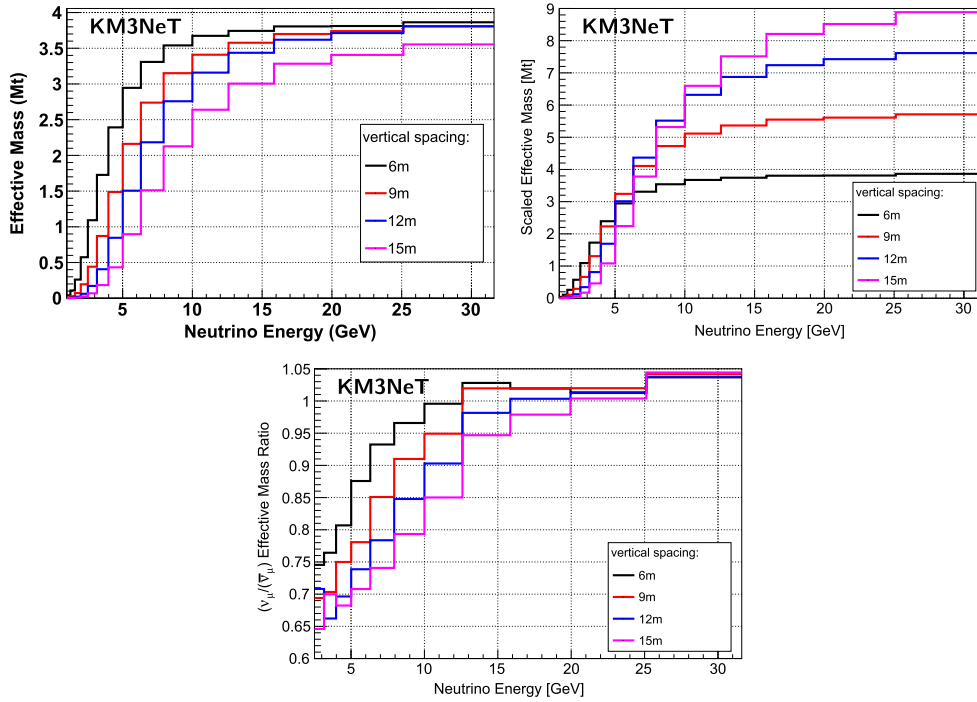 KM3NeT
Effective Mass (Mt)
4
3.5
3
2.5
2
1.5
1
0.5
0
vertical spacing:
6m
9m
12m
15m
5 10 15 20 25 30
Neutrino Energy (GeV)
KM3NeT
Scaled Effective Mass [Mt]
9
8
7
6
5
4
3
2
1
0
vertical spacing:
6m
9m
12m
15m
5 10 15 20 25 30
Neutrino Energy [GeV]
KM3NeT
(ν_μ/(ν̅_μ) Effective Mass Ratio
1.05
1
0.95
0.9
0.85
0.8
0.75
0.7
0.65
0.6
vertical spacing:
6m
9m
12m
15m
5 10 15 20 25 30
Neutrino Energy [GeV]